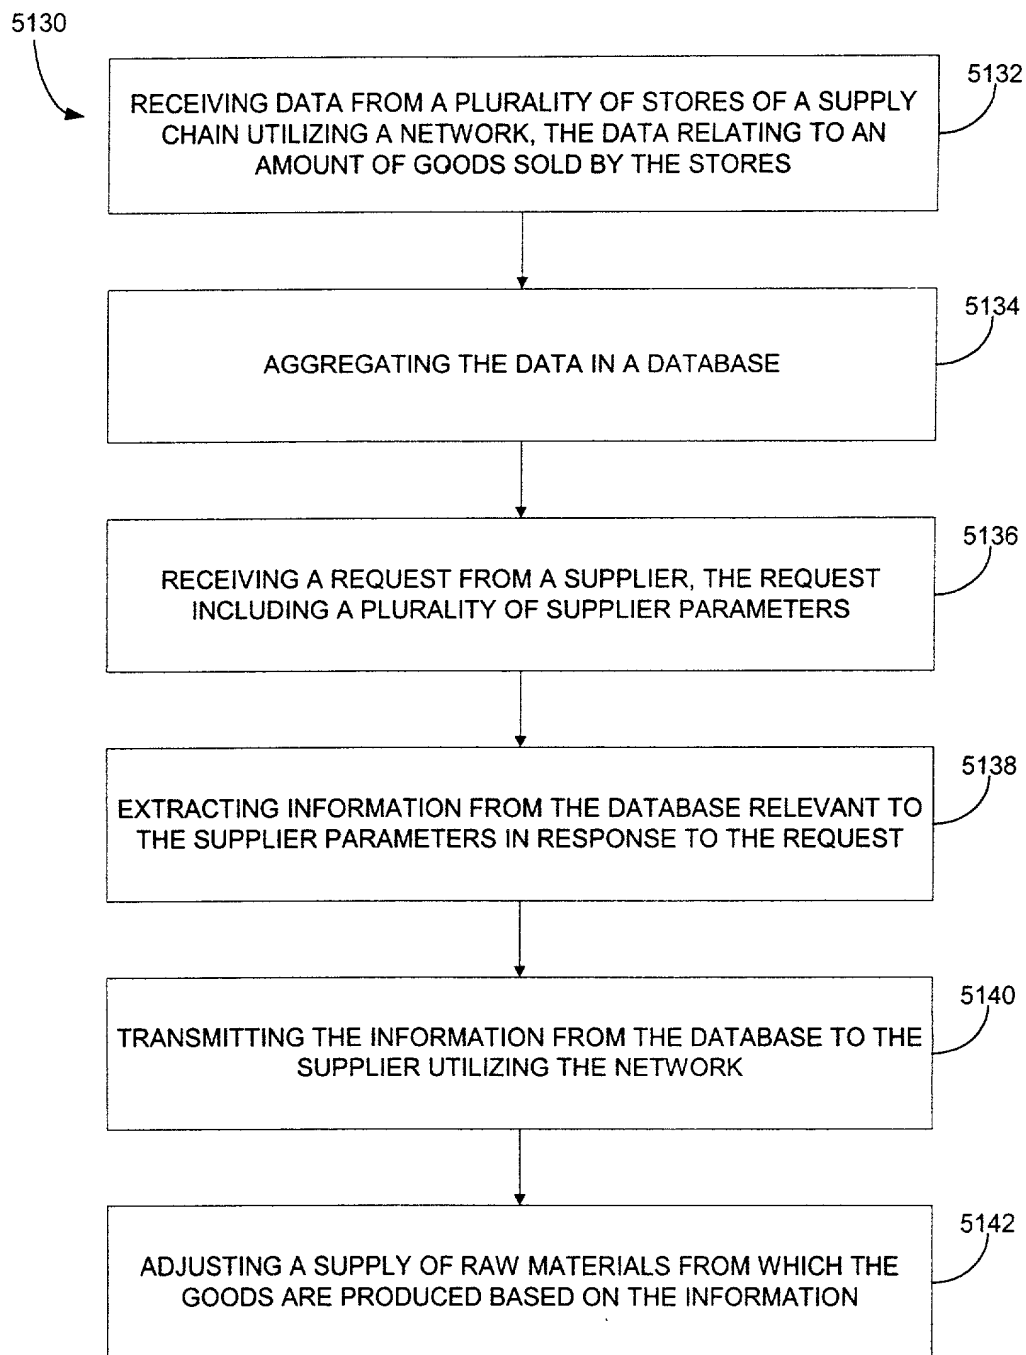 5130
5132
RECEIVING DATA FROM A PLURALITY OF STORES OF A SUPPLY
CHAIN UTILIZING A NETWORK, THE DATA RELATING TO AN
AMOUNT OF GOODS SOLD BY THE STORES
5134
AGGREGATING THE DATA IN A DATABASE
5136
RECEIVING A REQUEST FROM A SUPPLIER, THE REQUEST
INCLUDING A PLURALITY OF SUPPLIER PARAMETERS
5138
EXTRACTING INFORMATION FROM THE DATABASE RELEVANT TO
THE SUPPLIER PARAMETERS IN RESPONSE TO THE REQUEST
5140
TRANSMITTING THE INFORMATION FROM THE DATABASE TO THE
SUPPLIER UTILIZING THE NETWORK
5142
ADJUSTING A SUPPLY OF RAW MATERIALS FROM WHICH THE
GOODS ARE PRODUCED BASED ON THE INFORMATION